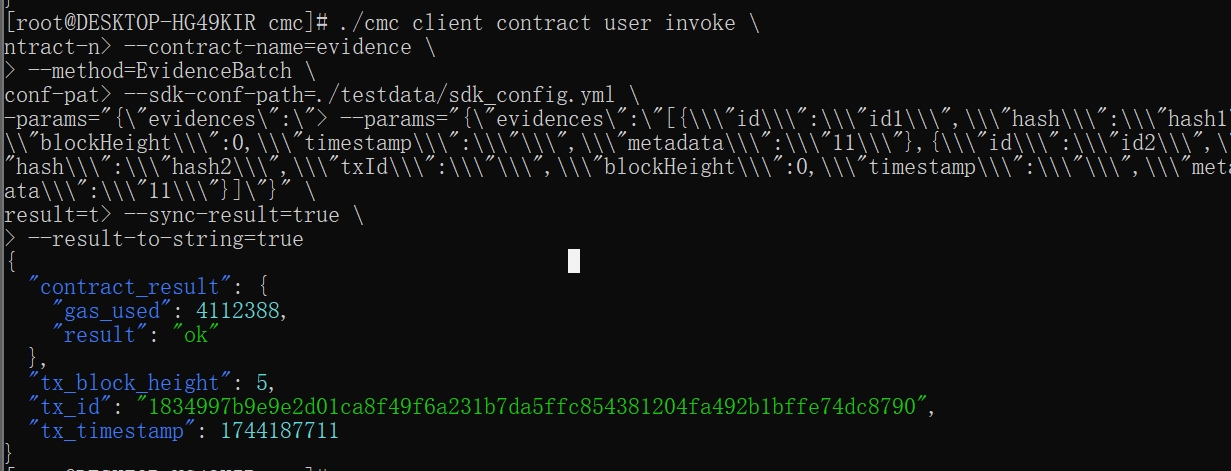 }
[root@DESKTOP-HG49KIR cmc]# ./cmc client contract user invoke \
ntract-n> --contract-name=evidence \
> --method=EvidenceBatch \
conf-pat> --sdk-conf-path=./testdata/sdk_config.yml \
-params="{\"evidences\":\"> --params="{\"evidences\":\"[{\\\"id\\\":\\\"id1\\\",\\\"hash\\\":\\\"hash1
\\"blockHeight\\\":0,\\\"timestamp\\\":\\\"\\\",\\\"metadata\\\":\\\"11\\\"},{\\\"id\\\":\\\"id2\\\",\
"hash\\\":\\\"hash2\\\",\\\"txId\\\":\\\"\\\",\\\"blockHeight\\\":0,\\\"timestamp\\\":\\\"\\\",\\\"meta
ata\\\":\\\"11\\\"}]\"}" \
result=t> --sync-result=true \
> --result-to-string=true
{
"contract_result": {
"gas_used": 4112388,
"result": "ok"
},
"tx_block_height": 5,
"tx_id": "1834997b9e9e2d01ca8f49f6a231b7da5ffc854381204fa492b1bffe74dc8790",
"tx_timestamp": 1744187711
}